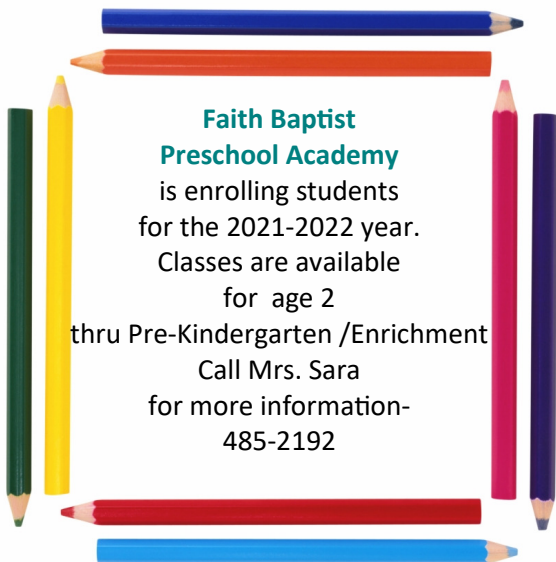 Faith Baptist
Preschool Academy
is enrolling students
for the 2021-2022 year.
Classes are available
for  age 2
thru Pre-Kindergarten /Enrichment
Call Mrs. Sara
for more information-
485-2192